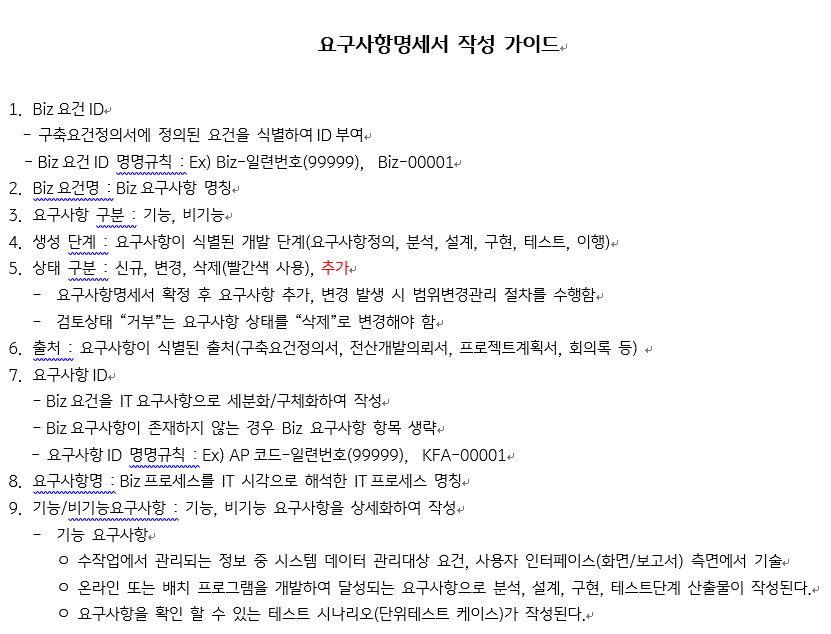 요구사항명세서 작성 가이드
1. Biz 요건 ID
- 구축요건정의서에 정의된 요건을 식별하여 ID 부여
- Biz 요건 ID 명명규칙 : Ex) Biz-일련번호(99999), Biz-00001
2. Biz 요건명 : Biz 요구사항 명칭
3. 요구사항 구분 : 기능, 비기능
4. 생성 단계 : 요구사항이 식별된 개발 단계(요구사항정의, 분석, 설계, 구현, 테스트, 이행)
5. 상태 구분 : 신규, 변경, 삭제(빨간색 사용), 추가
- 요구사항명세서 확정 후 요구사항 추가, 변경 발생 시 범위변경관리 절차를 수행함
- 검토상태 “거부”는 요구사항 상태를 “삭제”로 변경해야 함
6. 출처 : 요구사항이 식별된 출처(구축요건정의서, 전산개발의뢰서, 프로젝트계획서, 회의록 등)
7. 요구사항 ID
- Biz 요건을 IT 요구사항으로 세분화/구체화하여 작성
- Biz 요구사항이 존재하지 않는 경우 Biz 요구사항 항목 생략
- 요구사항 ID 명명규칙 : Ex) AP 코드-일련번호(99999), KFA-00001
8. 요구사항명 : Biz 프로세스를 IT 시각으로 해석한 IT 프로세스 명칭
9. 기능/비기능요구사항 : 기능, 비기능 요구사항을 상세화하여 작성
- 기능 요구사항
○ 수작업에서 관리되는 정보 중 시스템 데이터 관리대상 요건, 사용자 인터페이스(화면/보고서) 측면에서 기술
○ 온라인 또는 배치 프로그램을 개발하여 달성되는 요구사항으로 분석, 설계, 구현, 테스트단계 산출물이 작성된다.
○ 요구사항을 확인 할 수 있는 테스트 시나리오(단위테스트 케이스)가 작성된다.